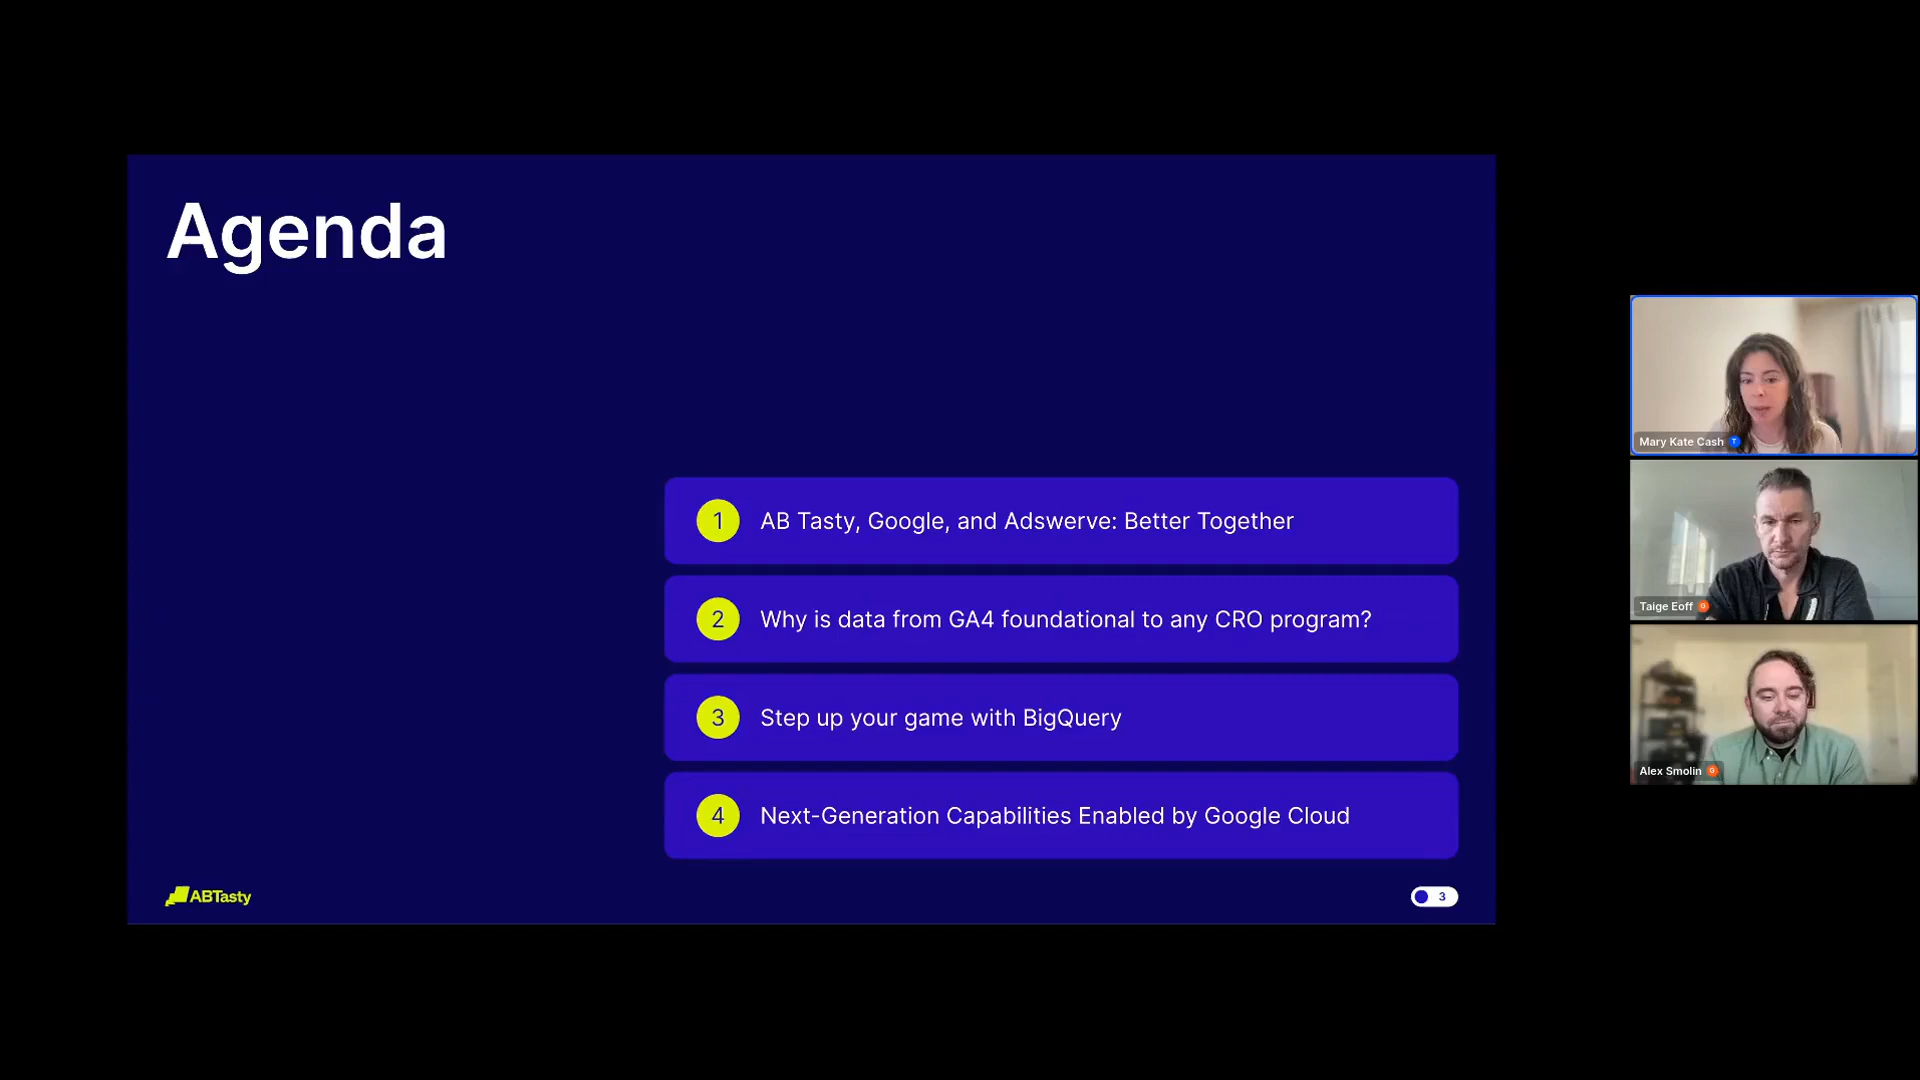 Agenda
1 AB Tasty, Google, and Adswerve: Better Together
2 Why is data from GA4 foundational to any CRO program?
3 Step up your game with BigQuery
4 Next-Generation Capabilities Enabled by Google Cloud
ABTasty
3
Mary Kate Cash T
Taige Eoff G
Alex Smolin G